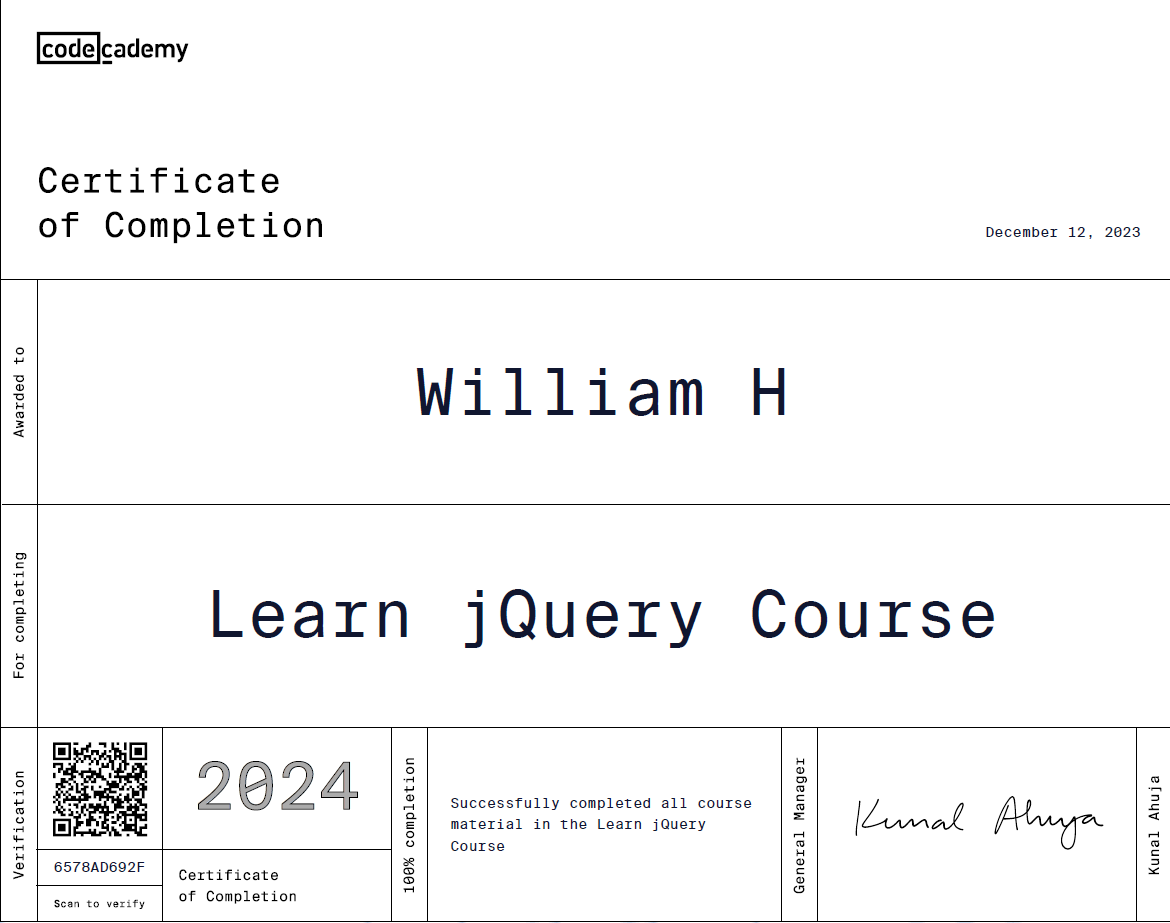 codecademy
Certificate
of Completion
December 12, 2023
Awarded to
William H
For completing
Learn jQuery Course
Verification
6578AD692F
Scan to verify
2024
Certificate
of Completion
100% completion
Successfully completed all course
material in the Learn jQuery
Course
General Manager
Kunal Ahuja
Kunal Ahuja